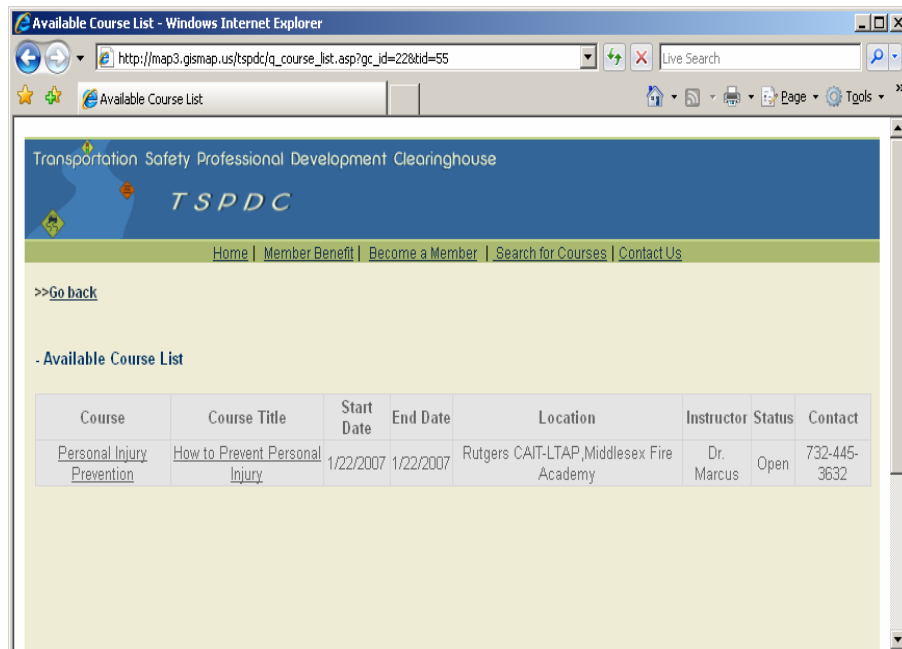 Available Course List - Windows Internet Explorer
http://map3.gismap.us/tspdc/q_course_list.asp?gc_id=22&tid=55
Live Search
Available Course List
Page
Tools
Transportation Safety Professional Development Clearinghouse
TSPDC
Home | Member Benefit | Become a Member | Search for Courses | Contact Us
>>Go back
- Available Course List
Course Course Title Start Date End Date Location Instructor Status Contact
Personal Injury Prevention How to Prevent Personal Injury 1/22/2007 1/22/2007 Rutgers CAIT-LTAP,Middlesex Fire Academy Dr. Marcus Open 732-445-3632